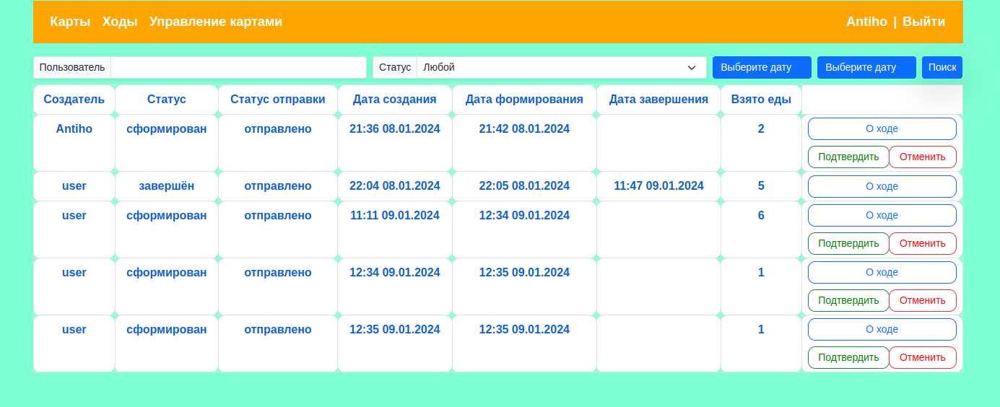 Карты Ходы Управление картами Antiho | Выйти
Пользователь Статус Любой Выберите дату Выберите дату Поиск
Создатель Статус Статус отправки Дата создания Дата формирования Дата завершения Взято еды
Antiho сформирован отправлено 21:36 08.01.2024 21:42 08.01.2024 2 О ходе
Подтвердить Отменить
user завершён отправлено 22:04 08.01.2024 22:05 08.01.2024 11:47 09.01.2024 5 О ходе
user сформирован отправлено 11:11 09.01.2024 12:34 09.01.2024 6 О ходе
Подтвердить Отменить
user сформирован отправлено 12:34 09.01.2024 12:35 09.01.2024 1 О ходе
Подтвердить Отменить
user сформирован отправлено 12:35 09.01.2024 12:35 09.01.2024 1 О ходе
Подтвердить Отменить